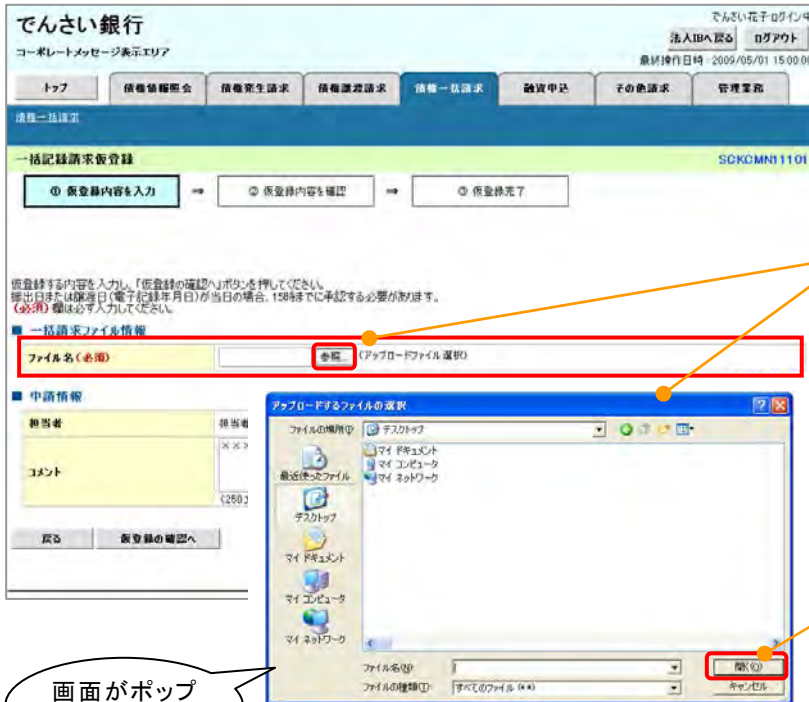 でんさい銀行
コーポレートメッセージ表示エリア
でんさい花子 ログイン中
法人IBへ戻る
ログアウト
最終操作日時：2009/05/01 15:00:00
トップ
債権情報照会
債権発生請求
債権譲渡請求
債権一括請求
融資申込
その他請求
管理業務
債権一括請求
一括記録請求仮登録
SCKCMN11101
① 仮登録内容を入力
⇒
② 仮登録内容を確認
⇒
③ 仮登録完了
仮登録する内容を入力し、「仮登録の確認へ」ボタンを押してください。
振出日または譲渡日（電子記録年月日）が当日の場合、15時までに承認する必要があります。
(必須) 欄は必ず入力してください。
■ 一括請求ファイル情報
ファイル名 (必須)
参照...
(アップロードファイル選択)
■ 申請情報
担当者
担当者
コメント
×××
(250文
戻る
仮登録の確認へ
アップロードするファイルの選択
ファイルの場所(I):
デスクトップ
マイ ドキュメント
マイ コンピュータ
マイ ネットワーク
最近使ったファイル
デスクトップ
マイ ドキュメント
マイ コンピュータ
マイ ネットワーク
ファイル名(N):
開く(O)
ファイルの種類(T):
すべてのファイル (*.*)
キャンセル
画面がポップ